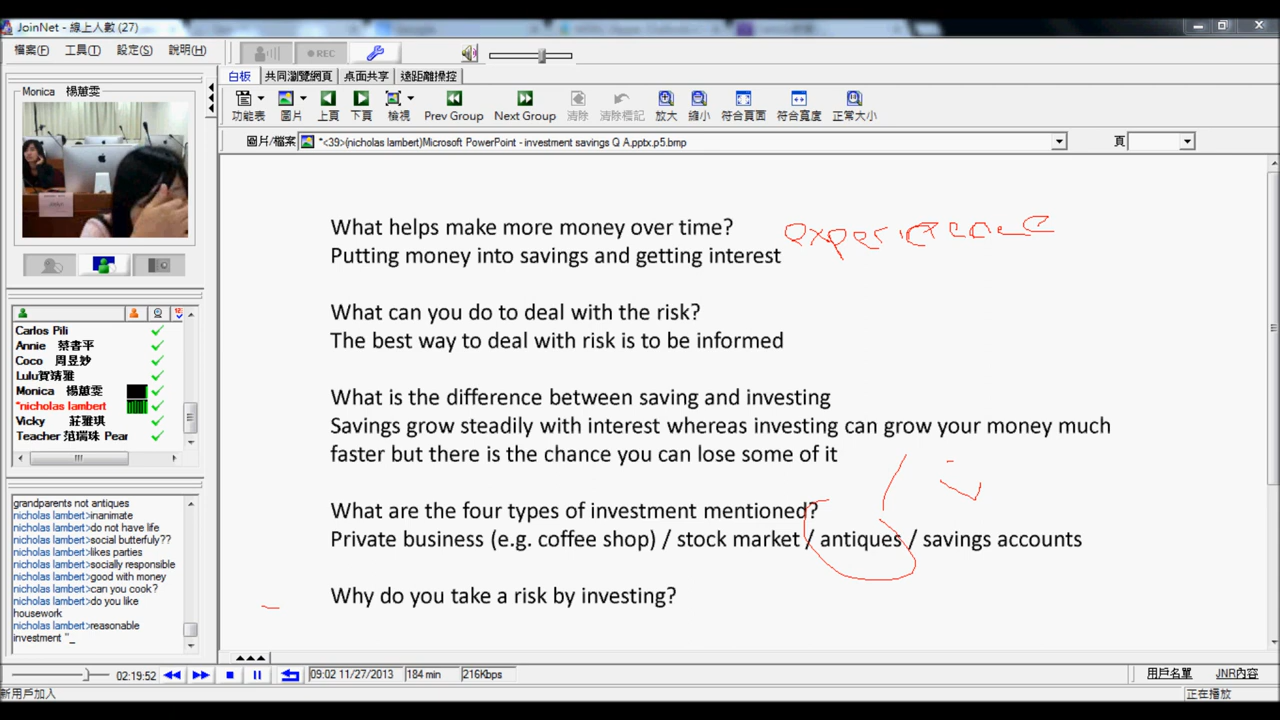 JoinNet - 線上人數 (27)
檔案(F) 工具(T) 設定(S) 說明(H)
REC
白板 共同瀏覽網頁 桌面共享 遠距離操控
功能表 圖片 上頁 下頁 檢視 Prev Group Next Group 清除 清除標記 放大 縮小 符合頁面 符合寬度 正常大小
圖片/檔案 *<39>(nicholas lambert)Microsoft PowerPoint - investment savings Q A.pptx.p5.bmp 頁
Monica 楊蕙雯
Carlos Pili
Annie 蔡書平
Coco 周昱妙
Lulu賀靖雅
Monica 楊蕙雯
*nicholas lambert
Vicky 莊雅琪
Teacher 范瑞珠 Pear
grandparents not antiques
nicholas lambert>inanimate
nicholas lambert>do not have life
nicholas lambert>social butterfuly??
nicholas lambert>likes parties
nicholas lambert>socially responsible
nicholas lambert>good with money
nicholas lambert>can you cook?
nicholas lambert>do you like
housework
nicholas lambert>reasonable
investment "_
What helps make more money over time?
Putting money into savings and getting interest
What can you do to deal with the risk?
The best way to deal with risk is to be informed
What is the difference between saving and investing
Savings grow steadily with interest whereas investing can grow your money much
faster but there is the chance you can lose some of it
What are the four types of investment mentioned?
Private business (e.g. coffee shop) / stock market / antiques / savings accounts
Why do you take a risk by investing?
02:19:52 09:02 11/27/2013 184 min 216Kbps 用戶名單 JNR內容
新用戶加入 正在播放